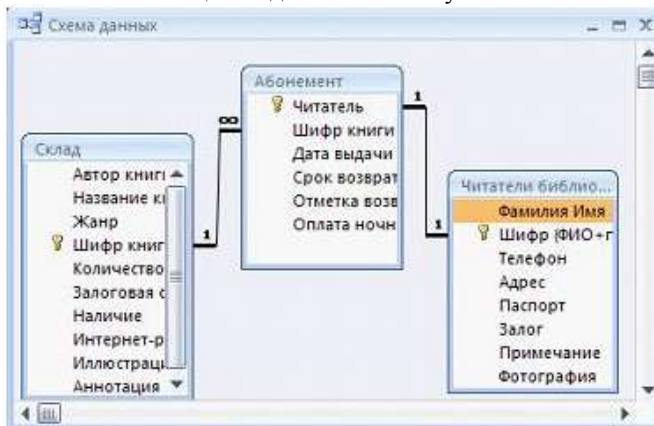 Схема данных
Абонемент
Читатель
Шифр книги
Дата выдачи
Срок возврат
Отметка возв
Оплата ночн
∞
1
1
1
Склад
Автор книги
Название к
Жанр
Шифр книг
Количество
Залоговая с
Наличие
Интернет-р
Иллюстрац
Аннотация
Читатели библио...
Фамилия Имя
Шифр (ФИО+г
Телефон
Адрес
Паспорт
Залог
Примечание
Фотография